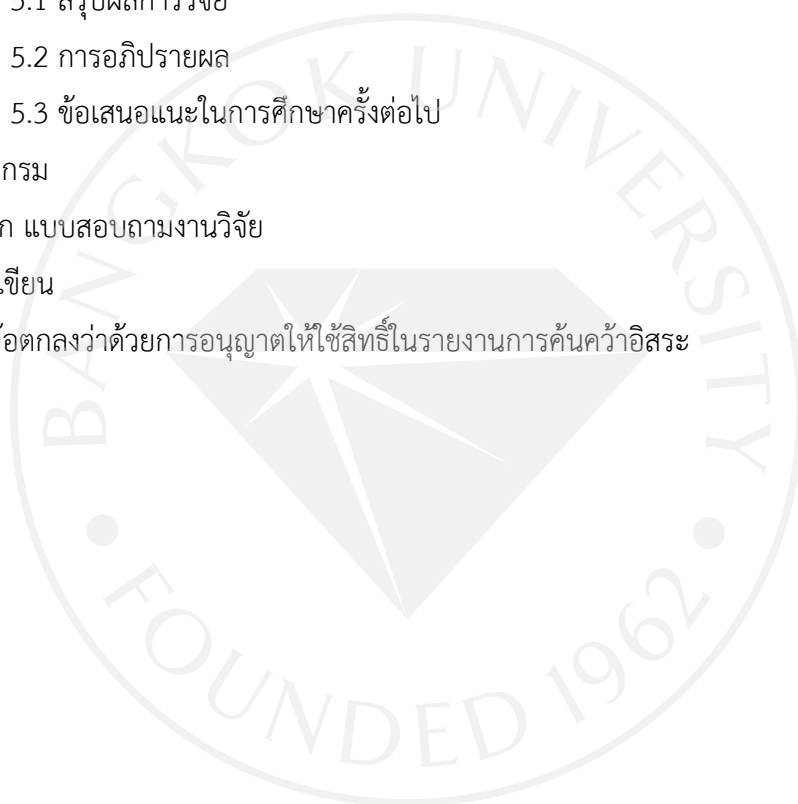 5.1 สรุปผลการวิจัย
5.2 การอภิปรายผล
5.3 ข้อเสนอแนะในการศึกษาครั้งต่อไป
กรม
ก แบบสอบถามงานวิจัย
เขียน
อตกลงว่าด้วยการอนุญาตให้ใช้สิทธิ์ในรายงานการค้นคว้าอิสระ
BANGKOK UNIVERSITY
FOUNDED 1962